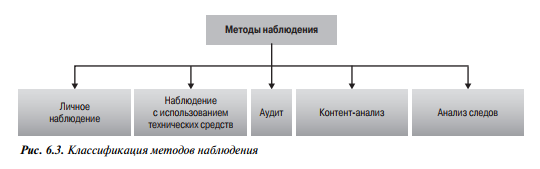 Методы наблюдения
Личное
наблюдение
Наблюдение
с использованием
технических средств
Аудит
Контент-анализ
Анализ следов
Рис. 6.3. Классификация методов наблюдения